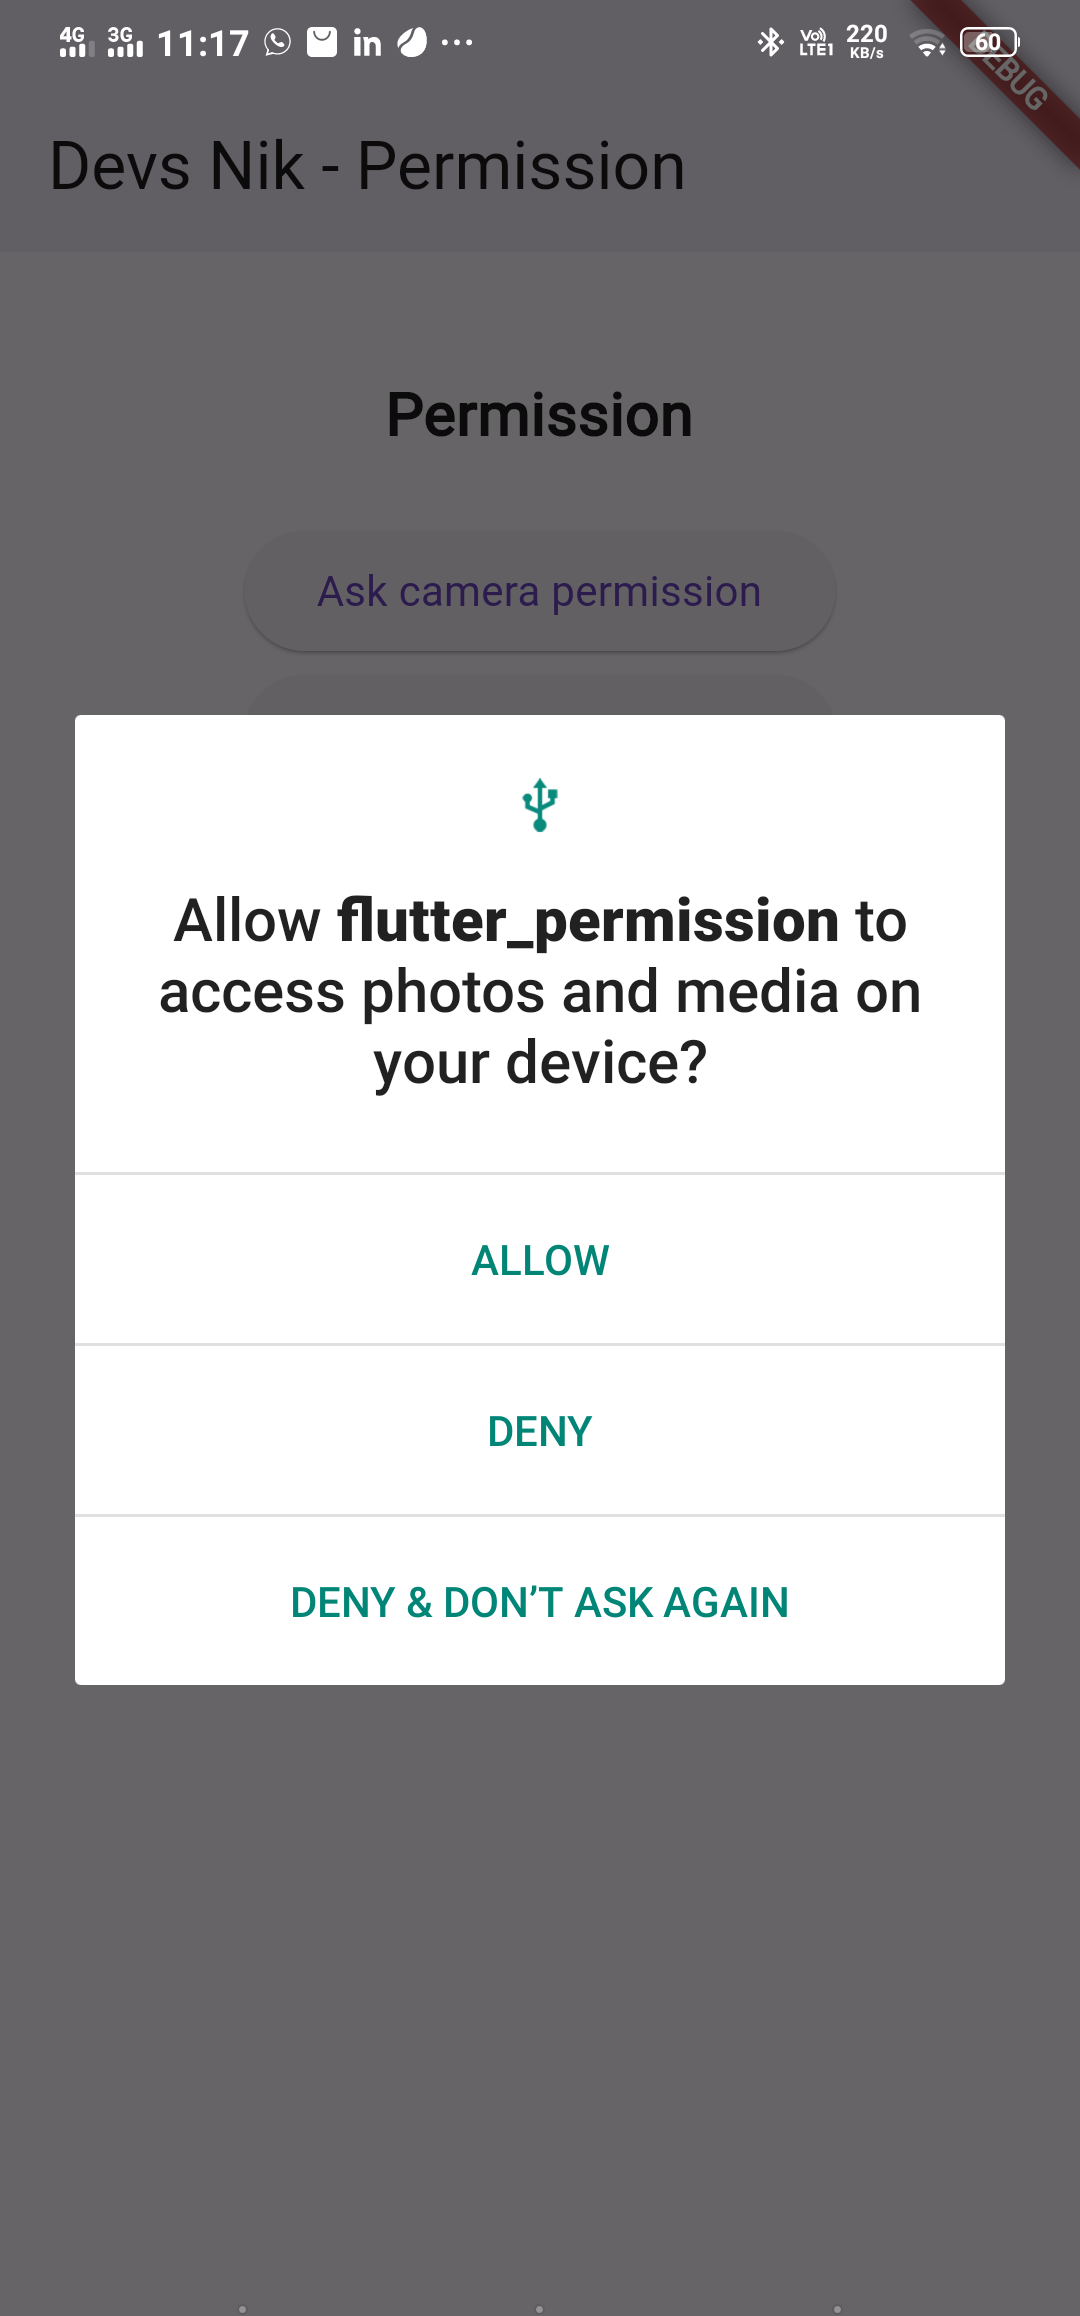 4G 3G 11:17 in ... Vo) LTE1 220 KB/s 60
DEBUG
Devs Nik - Permission
Permission
Ask camera permission
Allow flutter_permission to
access photos and media on
your device?
ALLOW
DENY
DENY & DON’T ASK AGAIN